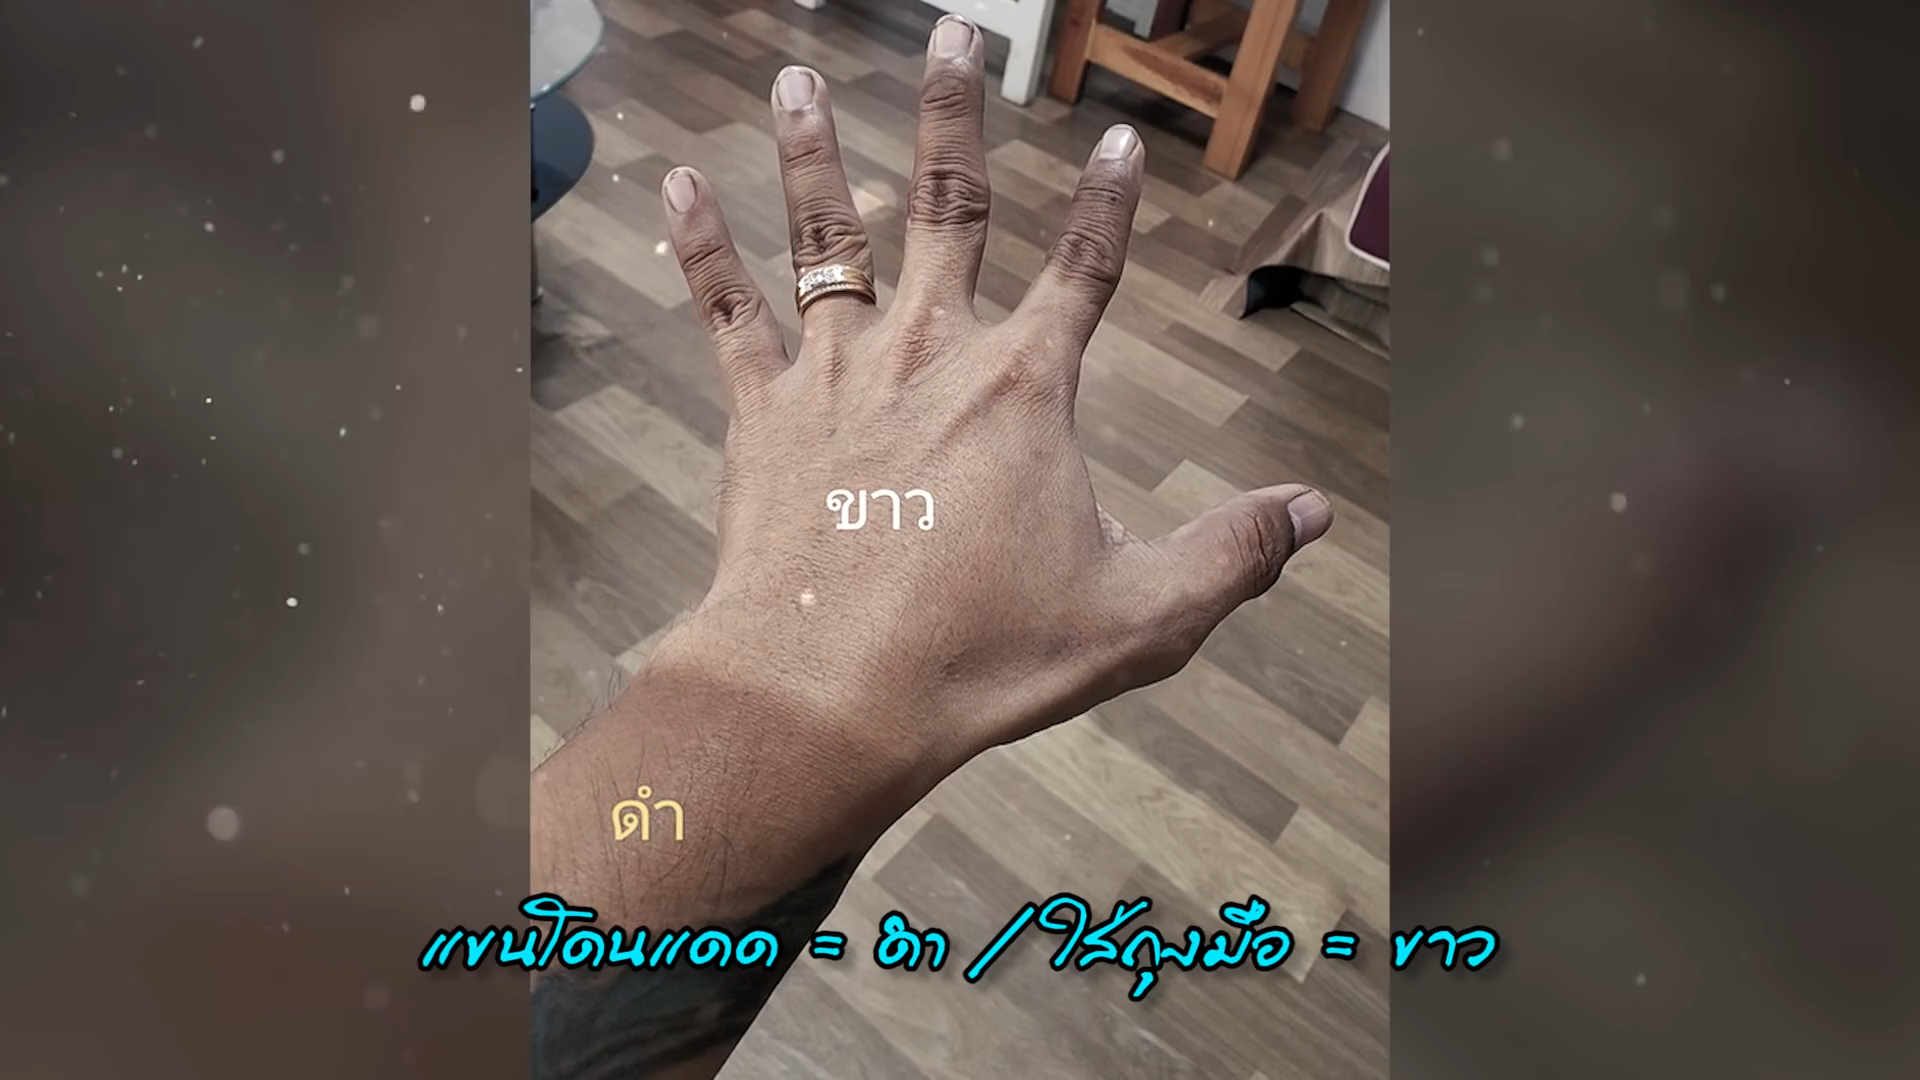 ขาว
ดำ
แขนโดนแดด = ดำ / ใส่ถุงมือ = ขาว